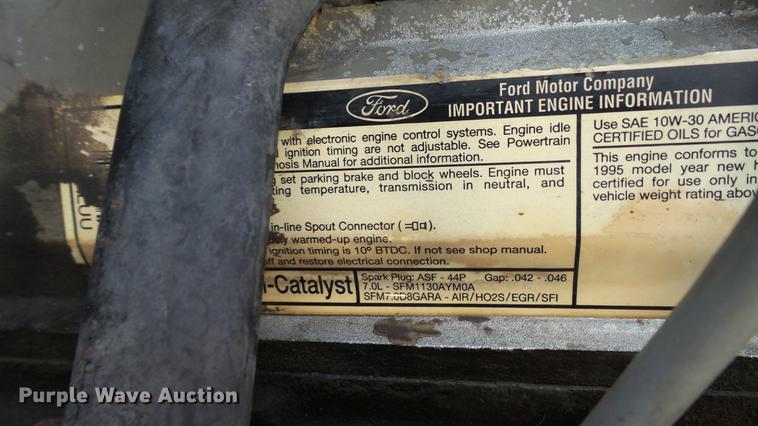 Ford Motor Company
Ford IMPORTANT ENGINE INFORMATION
with electronic engine control systems. Engine idle
ignition timing are not adjustable. See Powertrain
nosis Manual for additional information.
set parking brake and block wheels. Engine must
ting temperature, transmission in neutral, and
in-line Spout Connector ( ).
warmed-up engine.
ignition timing is 10° BTDC. If not see shop manual.
off and restore electrical connection.
-Catalyst
Spark Plug: ASF - 44P Gap: .042 - .046
7.0L - SFM1130AYM0A
SFM7.0D8GARA - AIR/HO2S/EGR/SFI
Use SAE 10W-30 AMERIC
CERTIFIED OILS for GASO
This engine conforms to
1995 model year new h
certified for use only in
vehicle weight rating abov
Purple Wave Auction